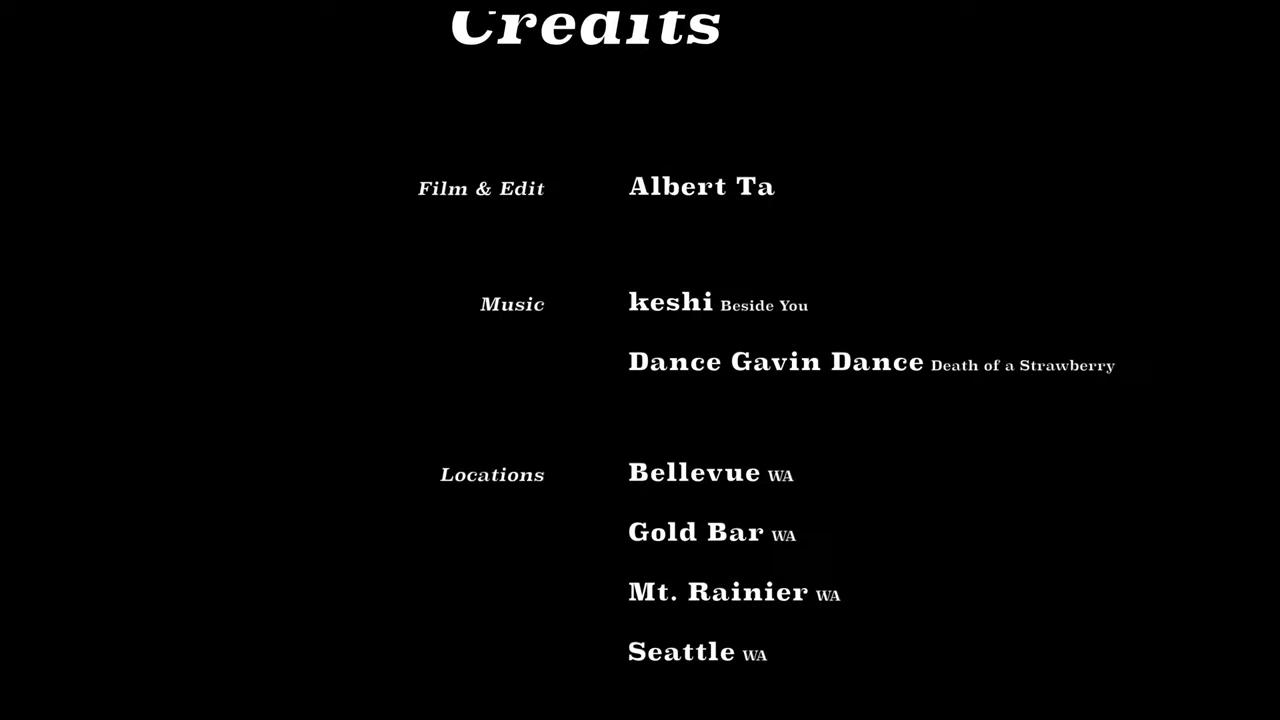 Credits
Film & Edit Albert Ta
Music keshi Beside You
Dance Gavin Dance Death of a Strawberry
Locations Bellevue WA
Gold Bar WA
Mt. Rainier WA
Seattle WA